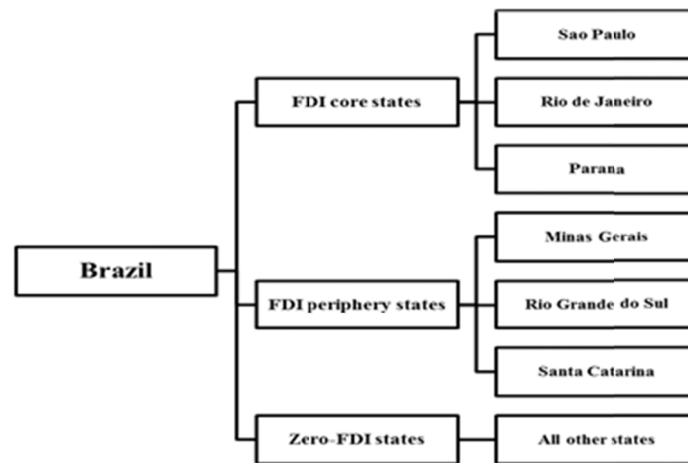 Brazil
FDI core states
Sao Paulo
Rio de Janeiro
Parana
FDI periphery states
Minas Gerais
Rio Grande do Sul
Santa Catarina
Zero-FDI states
All other states